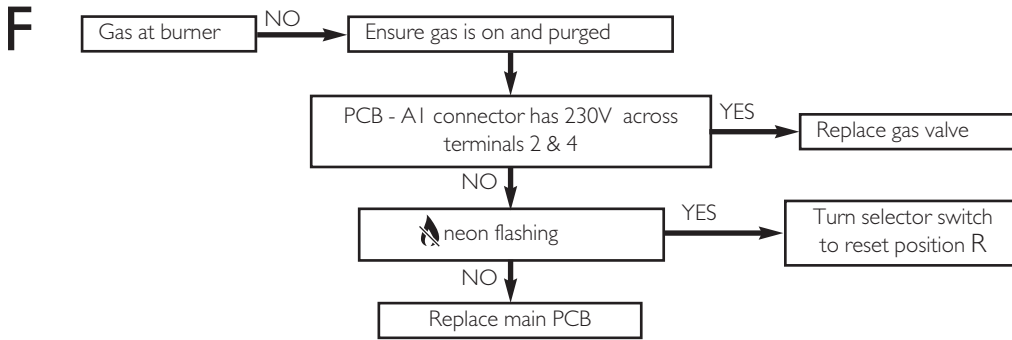 F
Gas at burner
NO
Ensure gas is on and purged
PCB - A1 connector has 230V across
terminals 2 & 4
YES
Replace gas valve
NO
neon flashing
YES
Turn selector switch
to reset position R
NO
Replace main PCB